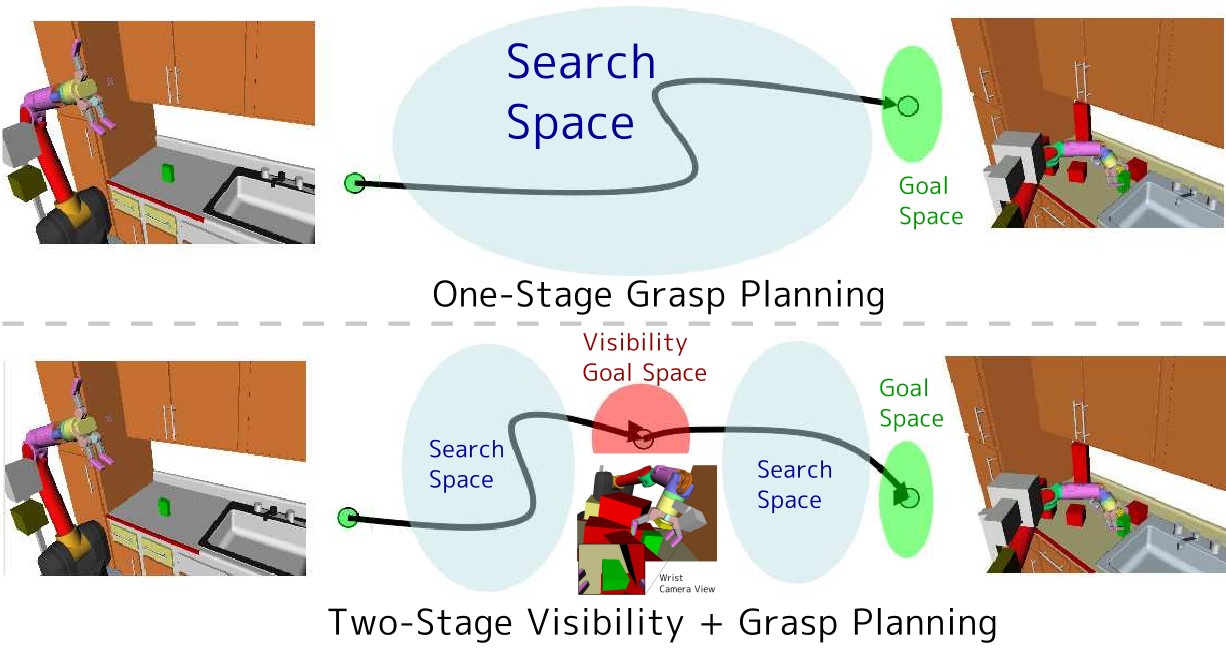 Search
Space
Goal
Space
One-Stage Grasp Planning
Visibility
Goal Space
Goal
Space
Search
Space
Search
Space
Wrist
Camera View
Two-Stage Visibility + Grasp Planning